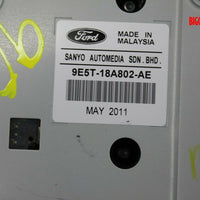 Ford
MADE IN
MALAYSIA
SANYO AUTOMEDIA SDN. BHD.
9E5T-18A802-AE
MAY 2011